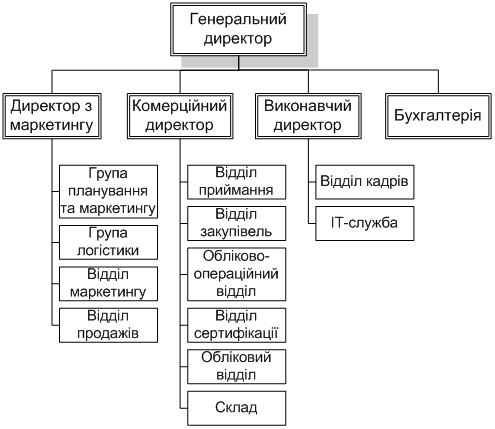 Генеральний
директор
Директор з
маркетингу
Комерційний
директор
Виконавчий
директор
Бухгалтерія
Група
планування
та маркетингу
Група
логістики
Відділ
маркетингу
Відділ
продажів
Відділ
приймання
Відділ
закупівель
Обліково-
операційний
відділ
Відділ
сертифікації
Обліковий
відділ
Склад
Відділ кадрів
ІТ-служба